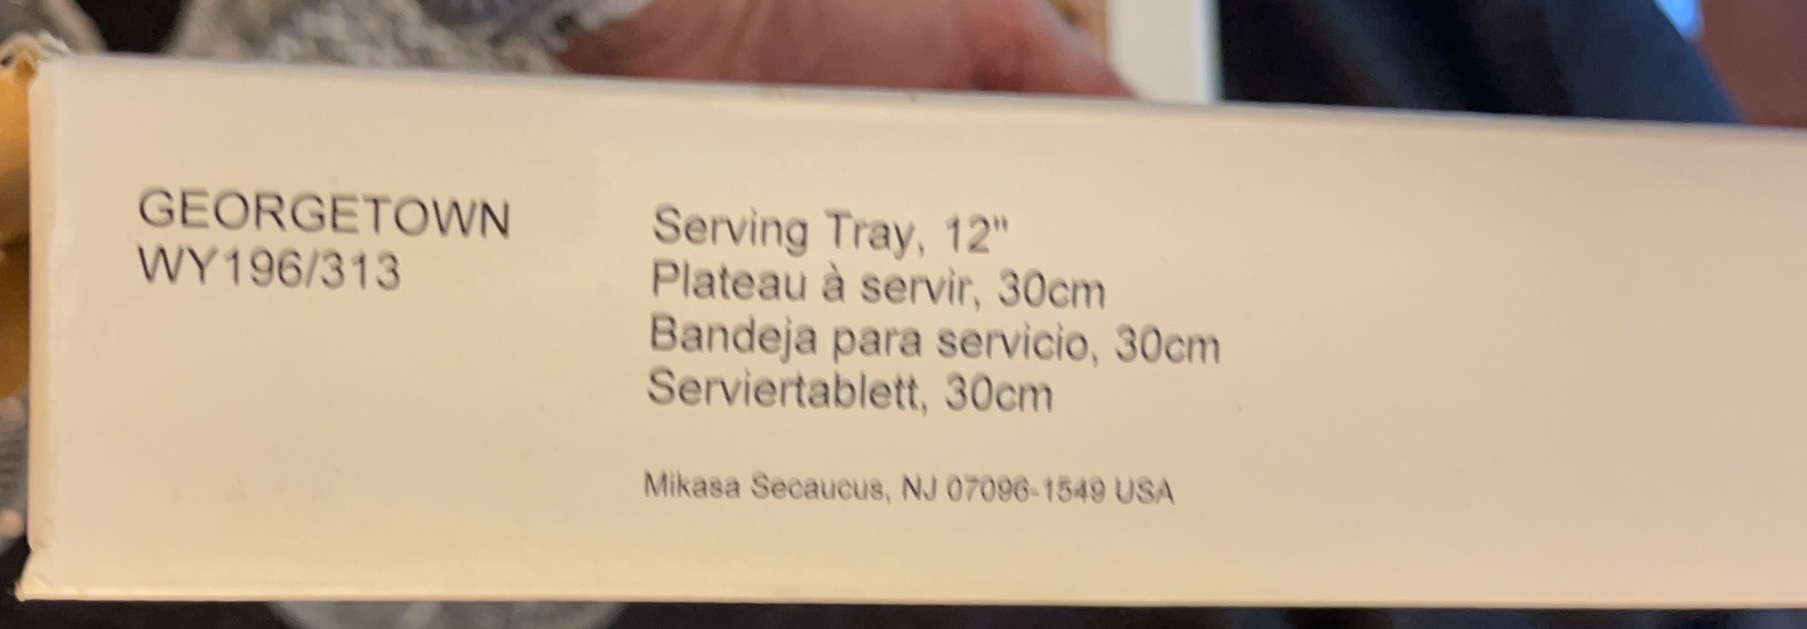 GEORGETOWN
WY196/313
Serving Tray, 12"
Plateau à servir, 30cm
Bandeja para servicio, 30cm
Serviertablett, 30cm
Mikasa Secaucus, NJ 07096-1549 USA